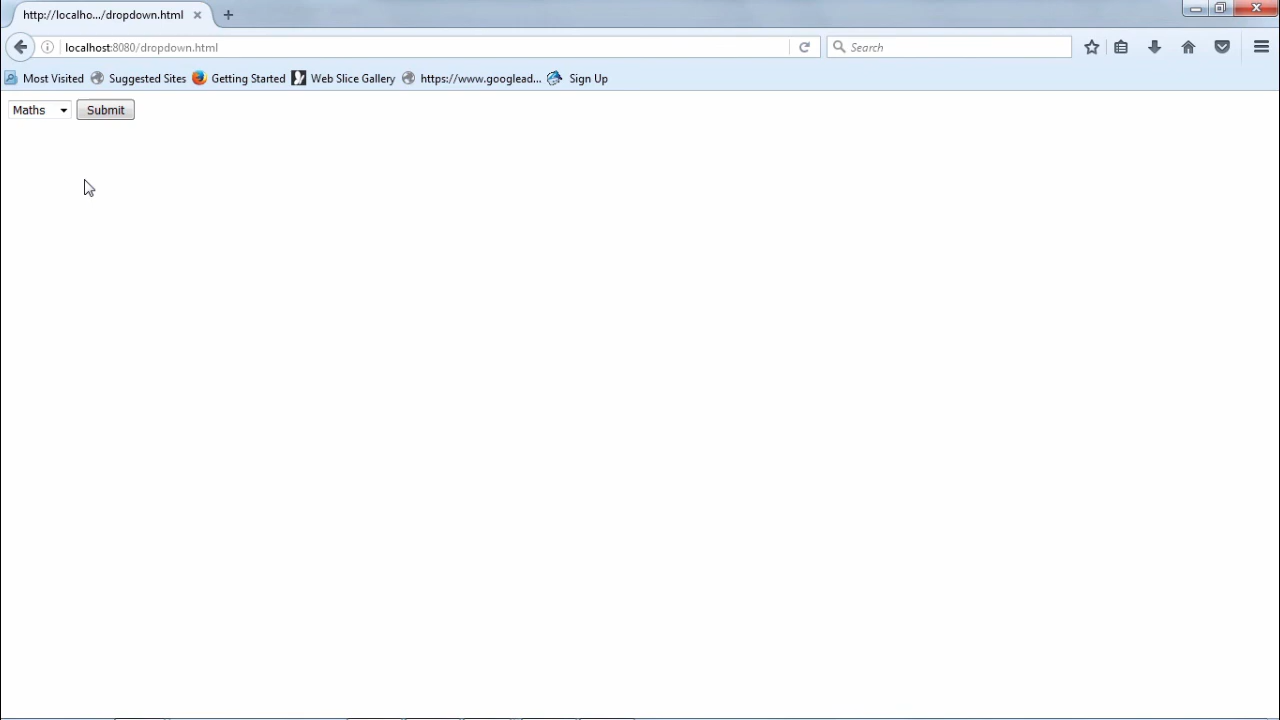 http://localho.../dropdown.html
localhost:8080/dropdown.html
Search
Most Visited Suggested Sites Getting Started Web Slice Gallery https://www.googlead... Sign Up
Maths Submit